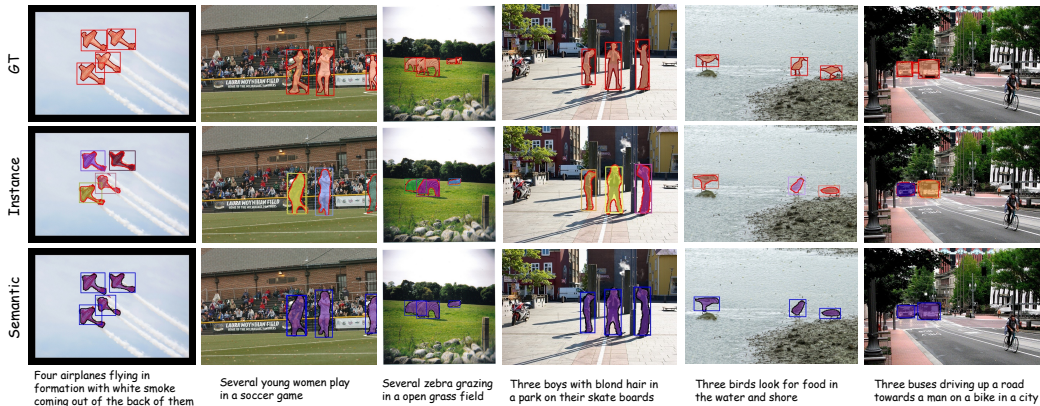 GT
LAURA MOYNIHAN FIELD
Instance
Semantic
Four airplanes flying in
formation with white smoke
coming out of the back of them
Several young women play
in a soccer game
Several zebra grazing
in a open grass field
Three boys with blond hair in
a park on their skate boards
Three birds look for food in
the water and shore
Three buses driving up a road
towards a man on a bike in a city